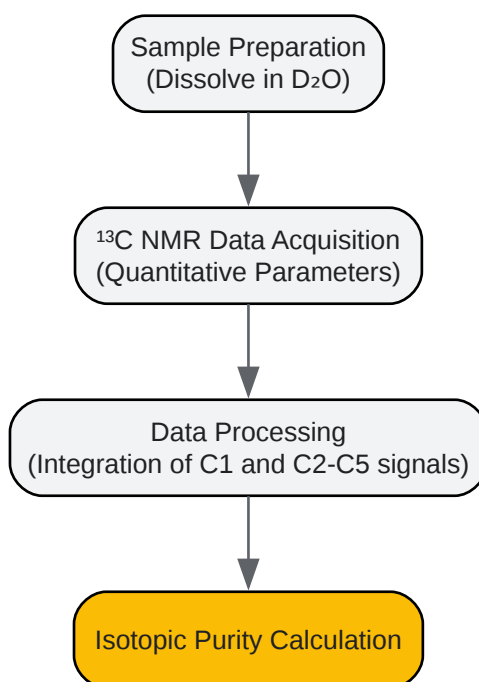 Sample Preparation
(Dissolve in D₂O)
¹³C NMR Data Acquisition
(Quantitative Parameters)
Data Processing
(Integration of C1 and C2-C5 signals)
Isotopic Purity Calculation